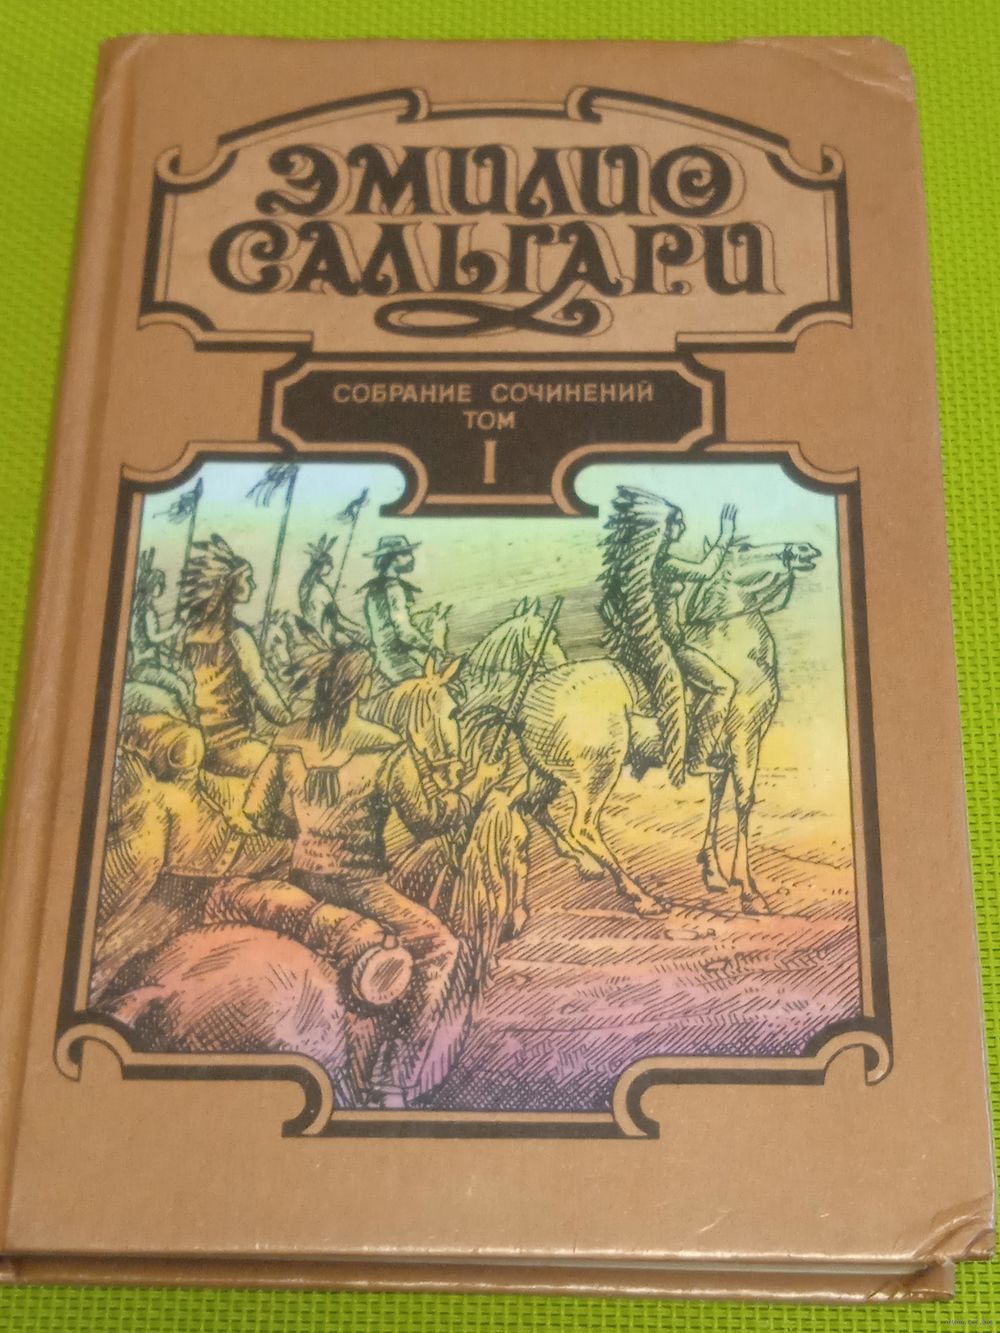 ЭМИЛИО
САЛЬГАРИ
СОБРАНИЕ СОЧИНЕНИЙ
ТОМ
I